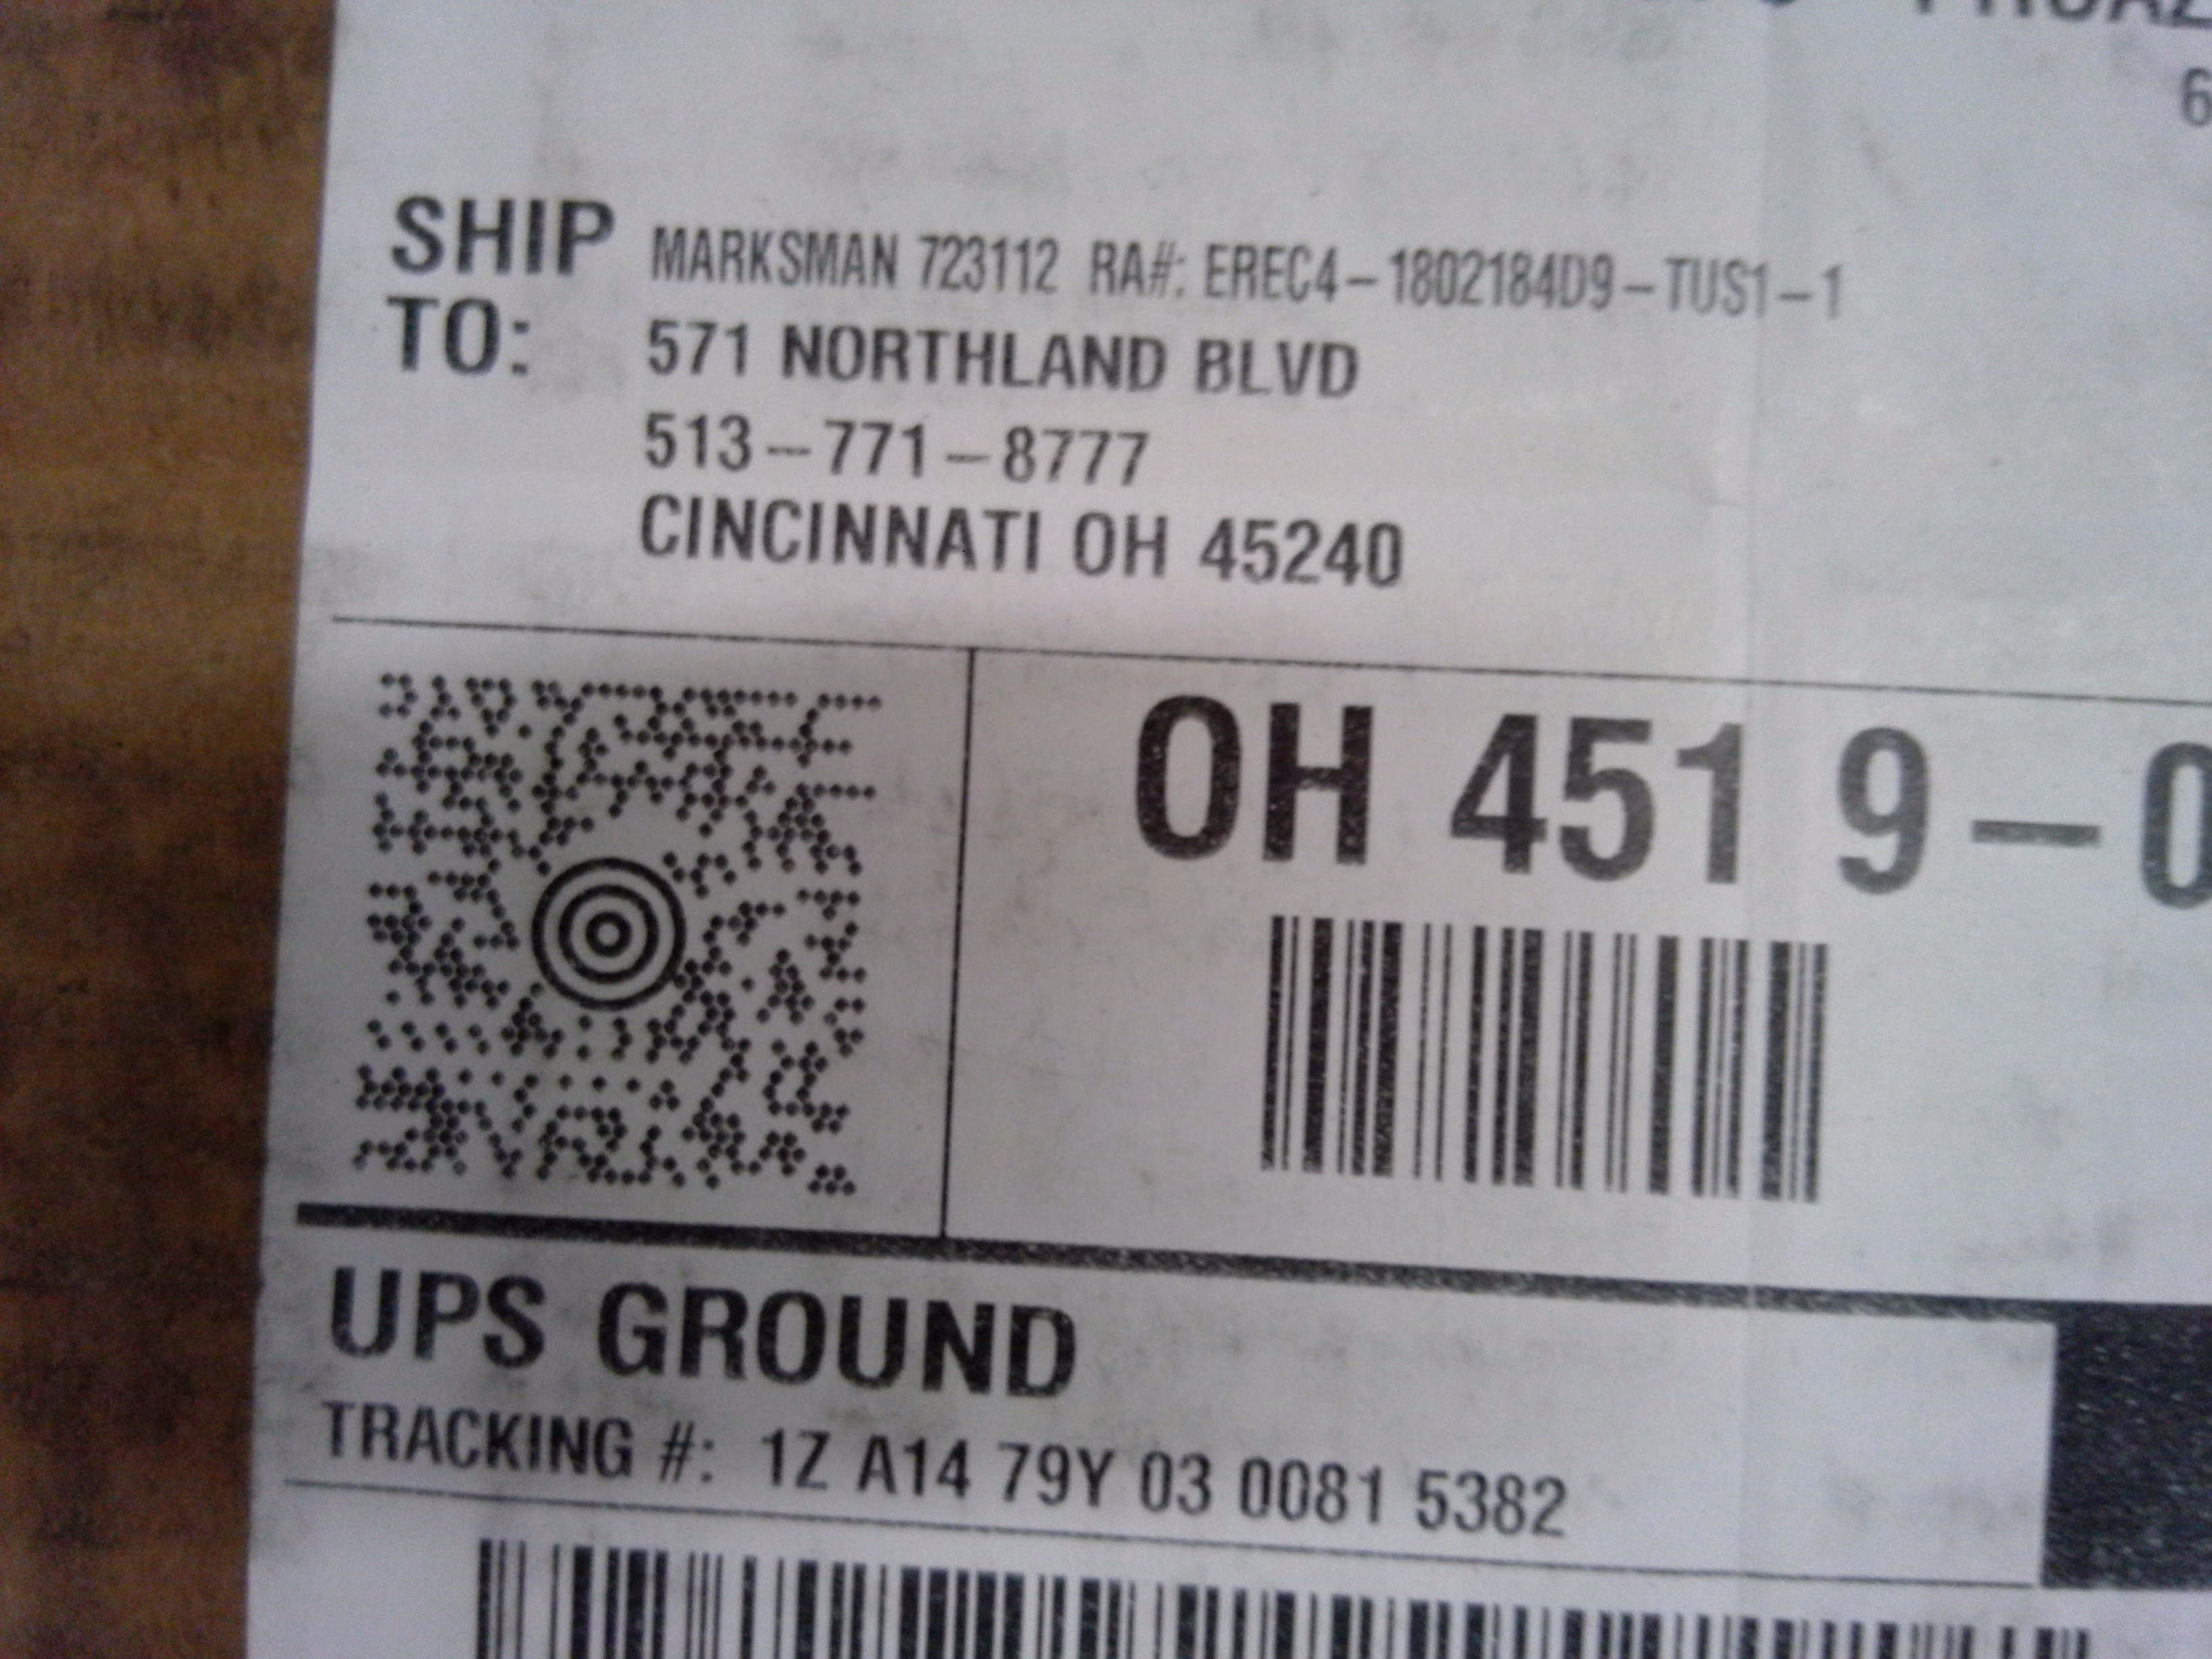 SHIP TO:
MARKSMAN 723112 RA#: EREC4-1802184D9-TUS1-1
571 NORTHLAND BLVD
513-771-8777
CINCINNATI OH 45240
OH 451 9-0
UPS GROUND
TRACKING #: 1Z A14 79Y 03 0081 5382